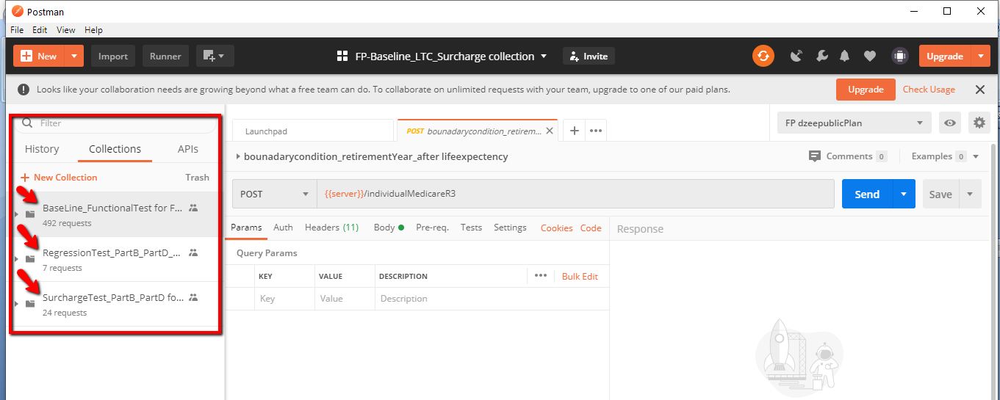 Postman
File Edit View Help
New Import Runner FP-Baseline_LTC_Surcharge collection Invite Upgrade
Looks like your collaboration needs are growing beyond what a free team can do. To collaborate on unlimited requests with your team, upgrade to one of our paid plans. Upgrade Check Usage
Filter
History Collections APIs
New Collection Trash
BaseLine_FunctionalTest for F...
492 requests
RegressionTest_PartB_PartD_...
7 requests
SurchargeTest_PartB_PartD fo...
24 requests
Launchpad POST bounadarycondition_retirem... FP dzeepublicPlan
bounadarycondition_retirementYear_after lifeexpectency Comments 0 Examples 0
POST {{server}}/individualMedicareR3 Send Save
Params Auth Headers (11) Body Pre-req. Tests Settings Cookies Code Response
Query Params
KEY VALUE DESCRIPTION Bulk Edit
Key Value Description